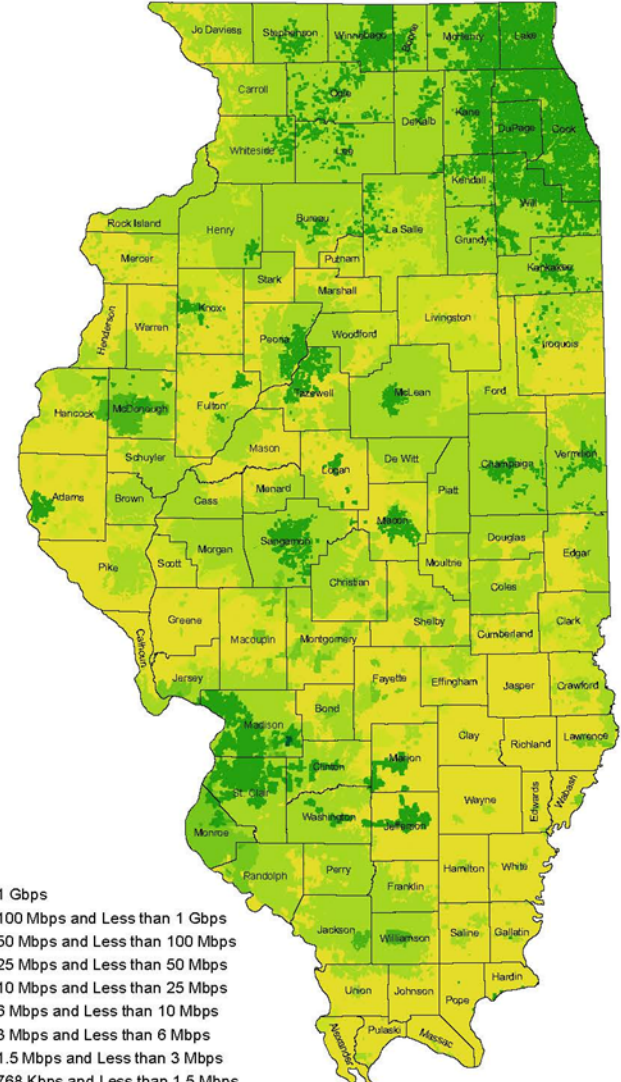 Jo Daviess
Stephenson
Winnebago
Boone
McHenry
Lake
Carroll
Ogle
DeKalb
Kane
DuPage
Cook
Whiteside
Lee
Kendall
Will
Rock Island
Henry
Bureau
La Salle
Grundy
Kankakee
Mercer
Putnam
Stark
Marshall
Henderson
Warren
Knox
Peoria
Woodford
Livingston
Iroquois
Hancock
McDonough
Fulton
Tazewell
McLean
Ford
Mason
Logan
De Witt
Champaign
Vermilion
Schuyler
Adams
Brown
Cass
Menard
Piatt
Macon
Pike
Scott
Morgan
Sangamon
Christian
Moultrie
Douglas
Edgar
Coles
Calhoun
Greene
Macoupin
Montgomery
Shelby
Cumberland
Clark
Jersey
Fayette
Effingham
Jasper
Crawford
Madison
Bond
Clay
Richland
Lawrence
Clinton
Marion
St. Clair
Wayne
Edwards
Wabash
Monroe
Washington
Jefferson
Randolph
Perry
Franklin
Hamilton
White
Jackson
Williamson
Saline
Gallatin
Union
Johnson
Pope
Hardin
Alexander
Pulaski
Massac
1 Gbps
100 Mbps and Less than 1 Gbps
50 Mbps and Less than 100 Mbps
25 Mbps and Less than 50 Mbps
10 Mbps and Less than 25 Mbps
6 Mbps and Less than 10 Mbps
3 Mbps and Less than 6 Mbps
1.5 Mbps and Less than 3 Mbps
768 Kbps and Less than 1.5 Mbps